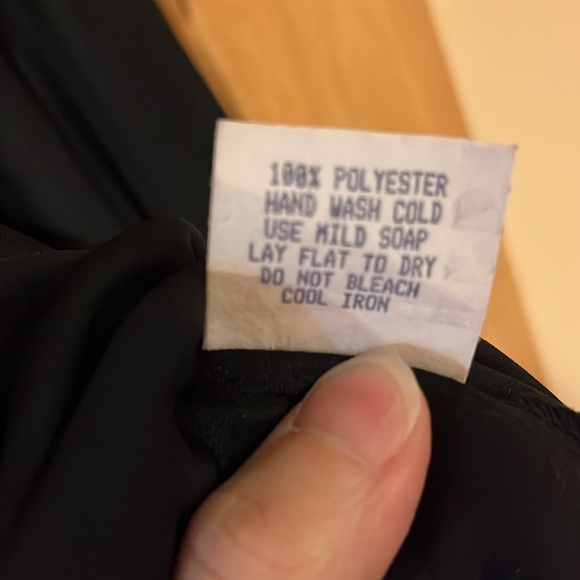 100% POLYESTER
HAND WASH COLD
USE MILD SOAP
LAY FLAT TO DRY
DO NOT BLEACH
COOL IRON